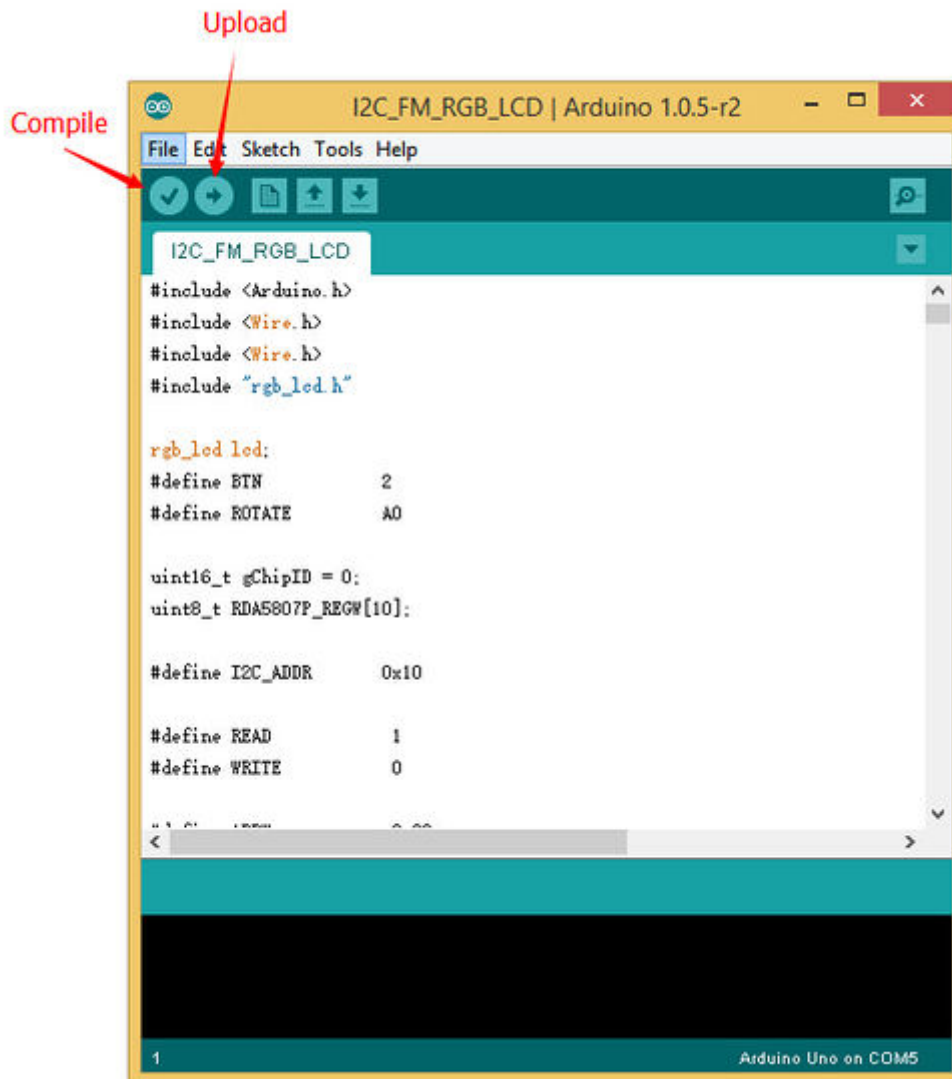 Upload
I2C_FM_RGB_LCD | Arduino 1.0.5-r2
Compile
File Edit Sketch Tools Help
I2C_FM_RGB_LCD
#include <Arduino.h>
#include <Wire.h>
#include <Wire.h>
#include "rgb_lcd.h"
rgb_lcd lcd;
#define BTN 2
#define ROTATE A0
uint16_t gChipID = 0;
uint8_t RDA5807P_REGW[10];
#define I2C_ADDR 0x10
#define READ 1
#define WRITE 0
1
Arduino Uno on COM5